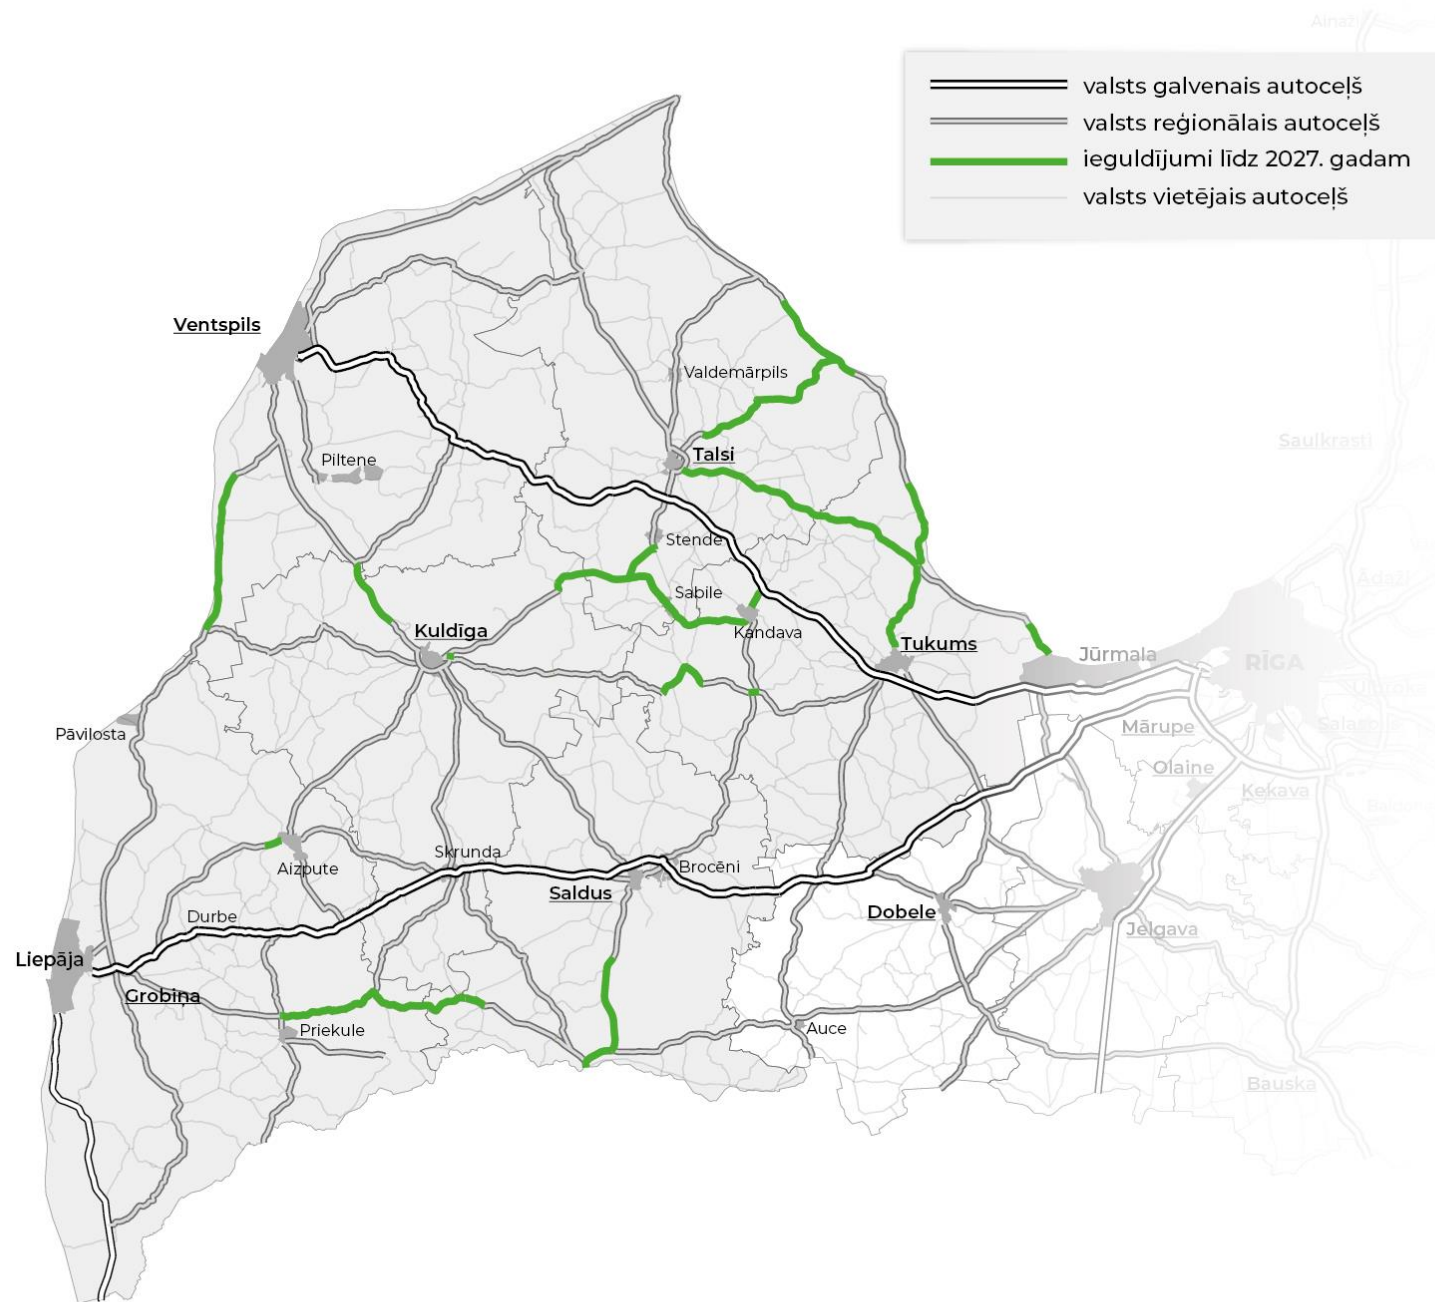 Ainaži
valsts galvenais autoceļš
valsts reģionālais autoceļš
ieguldījumi līdz 2027. gadam
valsts vietējais autoceļš
Ventspils
Valdemārpils
Saulkrasti
Talsi
Piltene
Stende
Ādaži
Sabile
Kuldīga
Kandava
Tukums
Jūrmala
RĪGA
Pāvilosta
Mārupe
Salaspils
Olaine
Ķekava
Skrunda
Brocēni
Aizpute
Saldus
Durbe
Dobele
Jelgava
Liepāja
Grobiņa
Priekule
Auce
Bauska